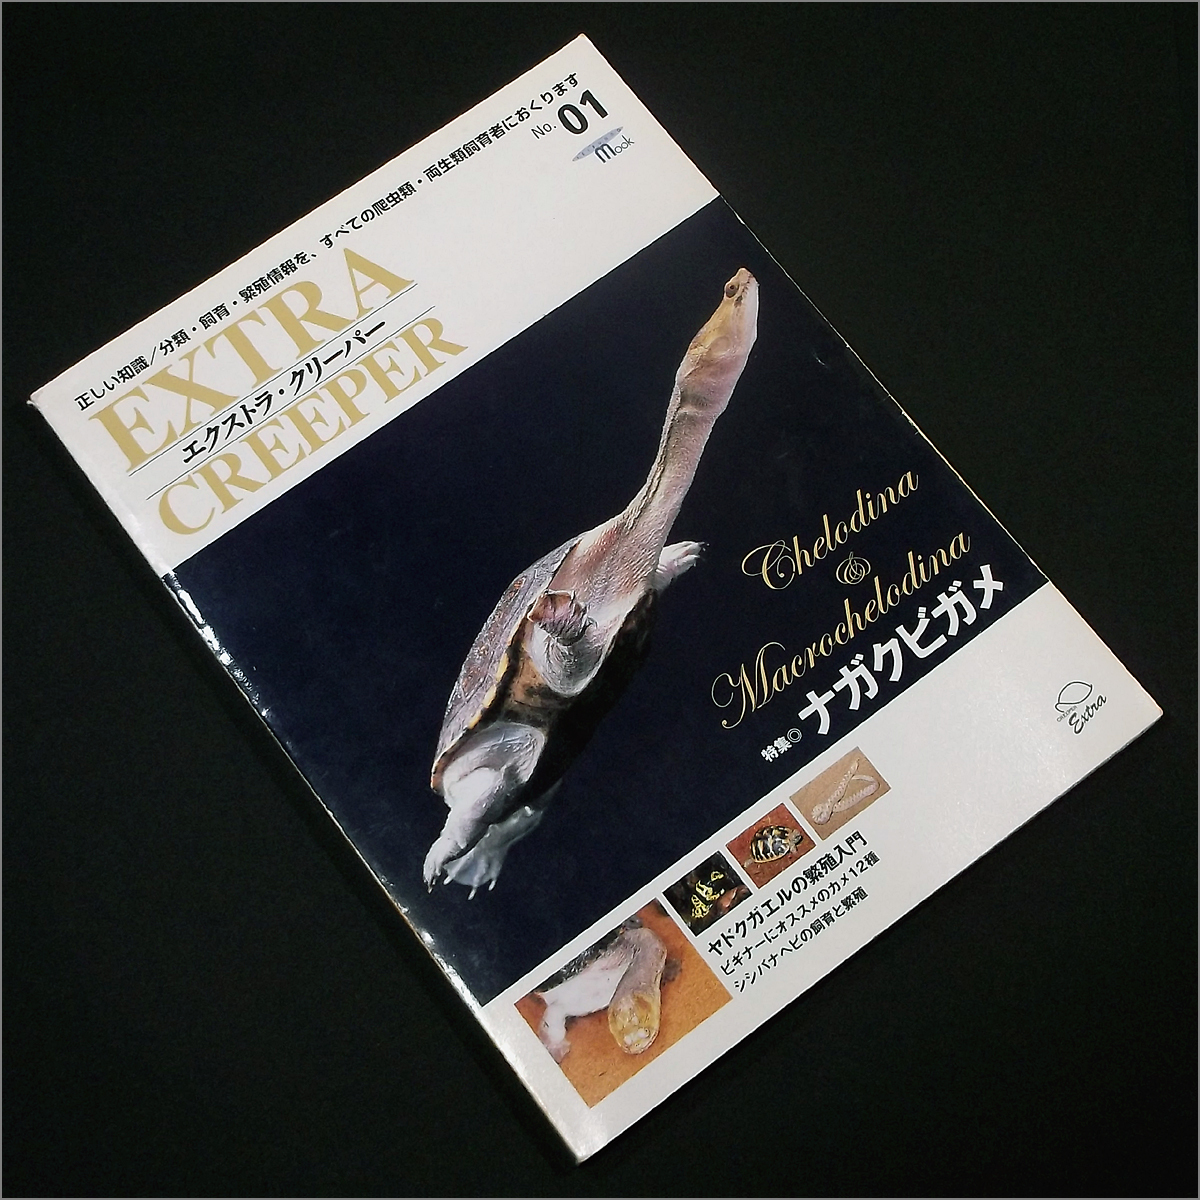 正しい知識/分類・飼育・繁殖情報を、すべての爬虫類・両生類飼育者におくります
No. 01
mook
EXTRA
エクストラ・クリーパー
CREEPER
Chelodina
&
Macrochelodina
特集◎ ナガクビガメ
CREEPER
Extra
ヤドクガエルの繁殖入門
ビギナーにオススメのカメ12種
シシバナヘビの飼育と繁殖